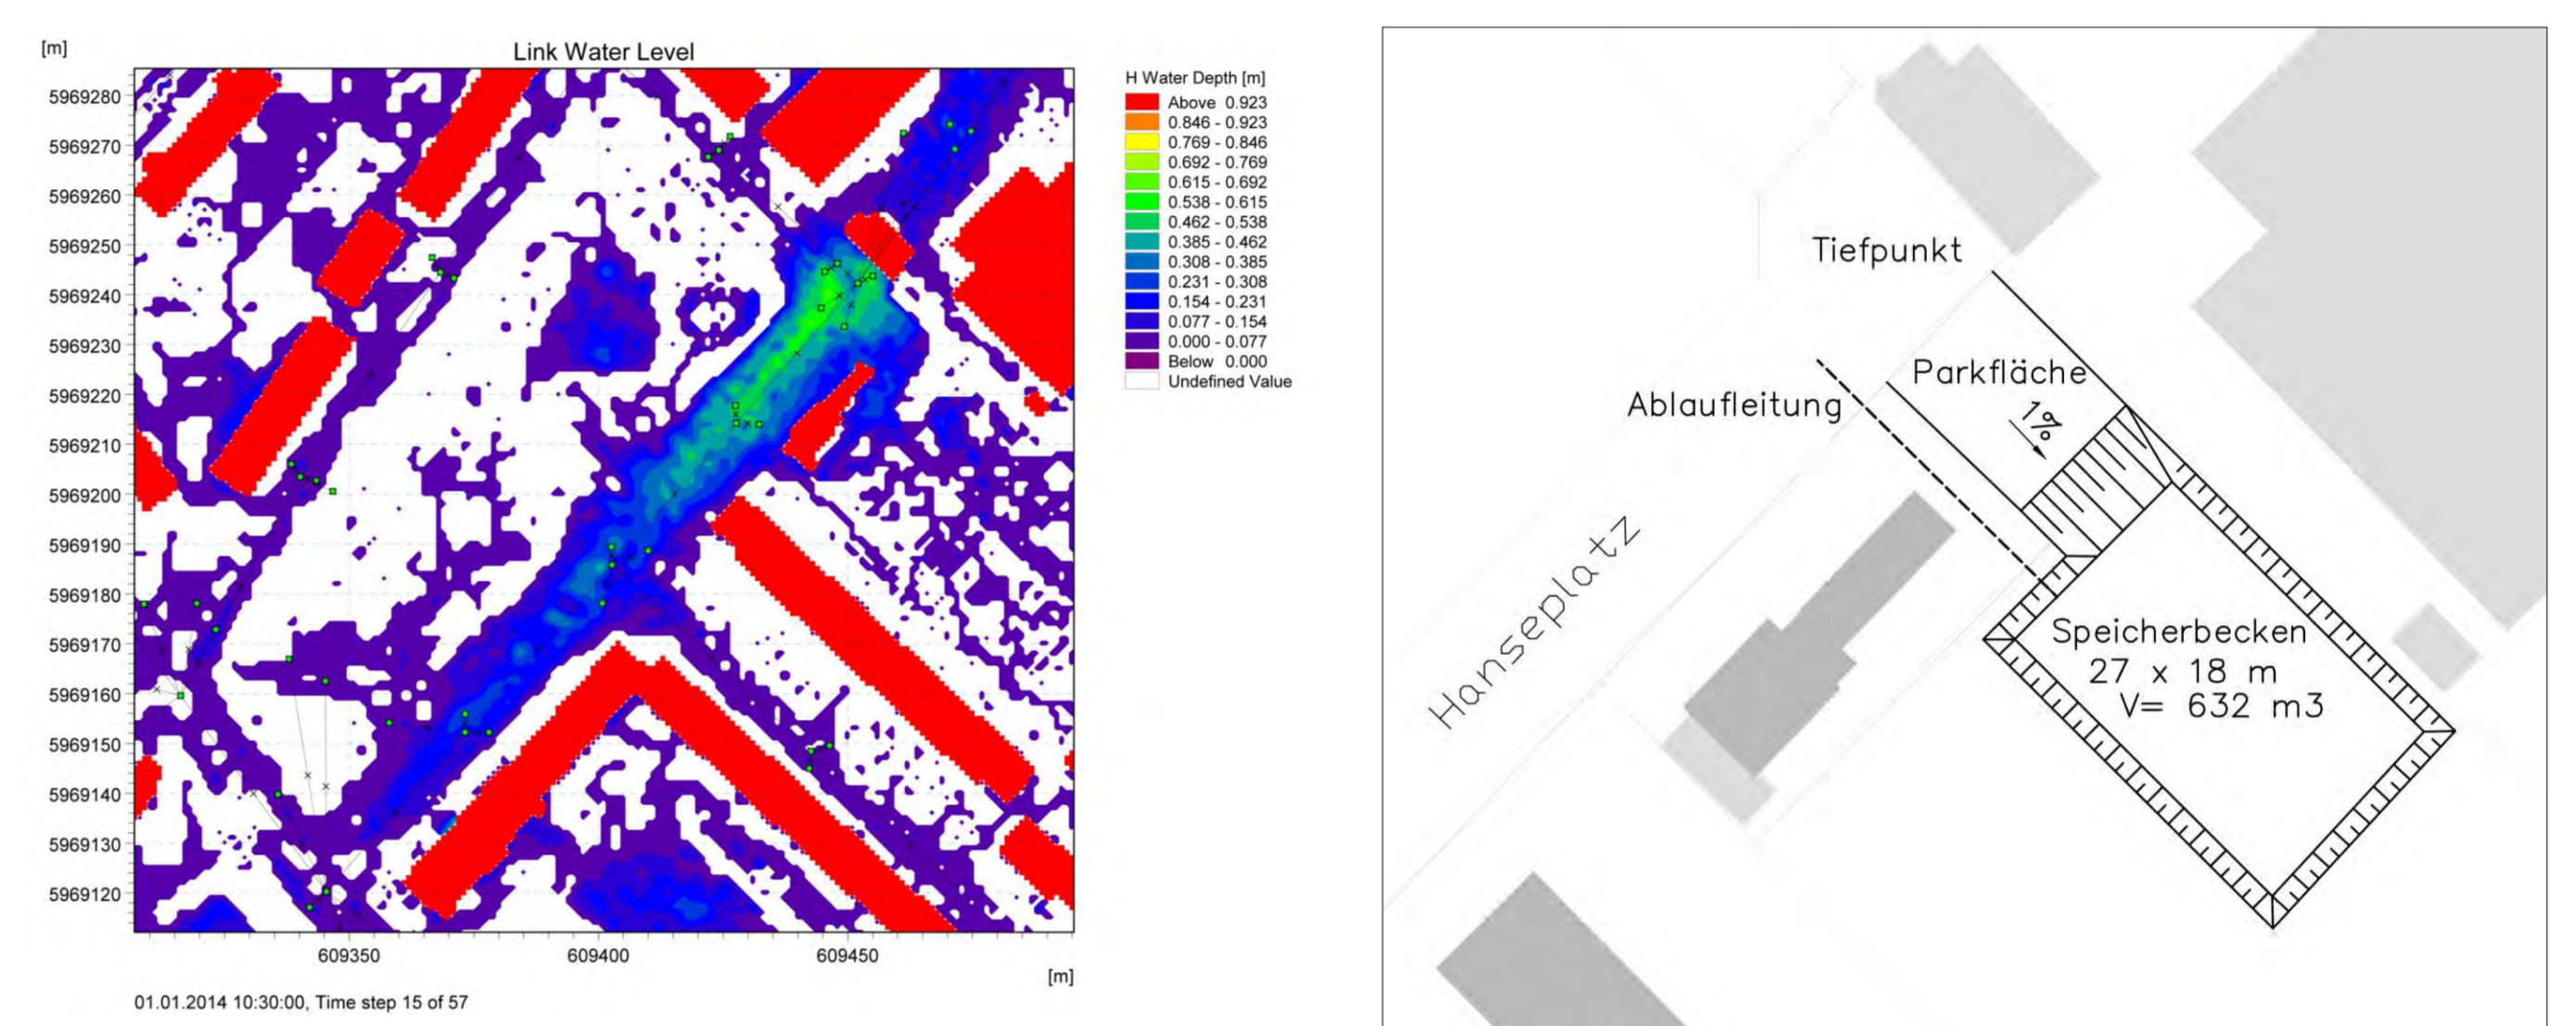 [m]
Link Water Level
5969280
5969270
5969260
5969250
5969240
5969230
5969220
5969210
5969200
5969190
5969180
5969170
5969160
5969150
5969140
5969130
5969120
609350
609400
609450
[m]
01.01.2014 10:30:00, Time step 15 of 57
H Water Depth [m]
Above 0.923
0.846 - 0.923
0.769 - 0.846
0.692 - 0.769
0.615 - 0.692
0.538 - 0.615
0.462 - 0.538
0.385 - 0.462
0.308 - 0.385
0.231 - 0.308
0.154 - 0.231
0.077 - 0.154
0.000 - 0.077
Below 0.000
Undefined Value
Tiefpunkt
Parkfläche
Ablaufleitung
1%
Hanseplatz
Speicherbecken
27 x 18 m
V= 632 m3